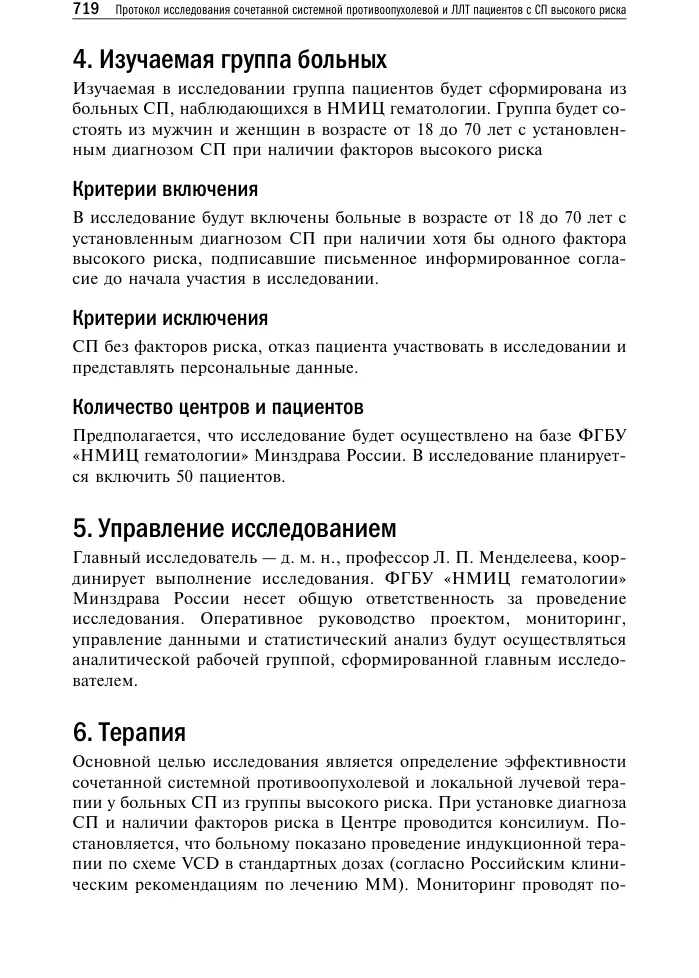 719 Протокол исследования сочетанной системной противоопухолевой и ЛЛТ пациентов с СП высокого риска
4. Изучаемая группа больных
Изучаемая в исследовании группа пациентов будет сформирована из
больных СП, наблюдающихся в НМИЦ гематологии. Группа будет со-
стоять из мужчин и женщин в возрасте от 18 до 70 лет с установлен-
ным диагнозом СП при наличии факторов высокого риска
Критерии включения
В исследование будут включены больные в возрасте от 18 до 70 лет с
установленным диагнозом СП при наличии хотя бы одного фактора
высокого риска, подписавшие письменное информированное согла-
сие до начала участия в исследовании.
Критерии исключения
СП без факторов риска, отказ пациента участвовать в исследовании и
представлять персональные данные.
Количество центров и пациентов
Предполагается, что исследование будет осуществлено на базе ФГБУ
«НМИЦ гематологии» Минздрава России. В исследование планирует-
ся включить 50 пациентов.
5. Управление исследованием
Главный исследователь — д. м. н., профессор Л. П. Менделеева, коор-
динирует выполнение исследования. ФГБУ «НМИЦ гематологии»
Минздрава России несет общую ответственность за проведение
исследования. Оперативное руководство проектом, мониторинг,
управление данными и статистический анализ будут осуществляться
аналитической рабочей группой, сформированной главным исследо-
вателем.
6. Терапия
Основной целью исследования является определение эффективности
сочетанной системной противоопухолевой и локальной лучевой тера-
пии у больных СП из группы высокого риска. При установке диагноза
СП и наличии факторов риска в Центре проводится консилиум. По-
становляется, что больному показано проведение индукционной тера-
пии по схеме VCD в стандартных дозах (согласно Российским клини-
ческим рекомендациям по лечению ММ). Мониторинг проводят по-